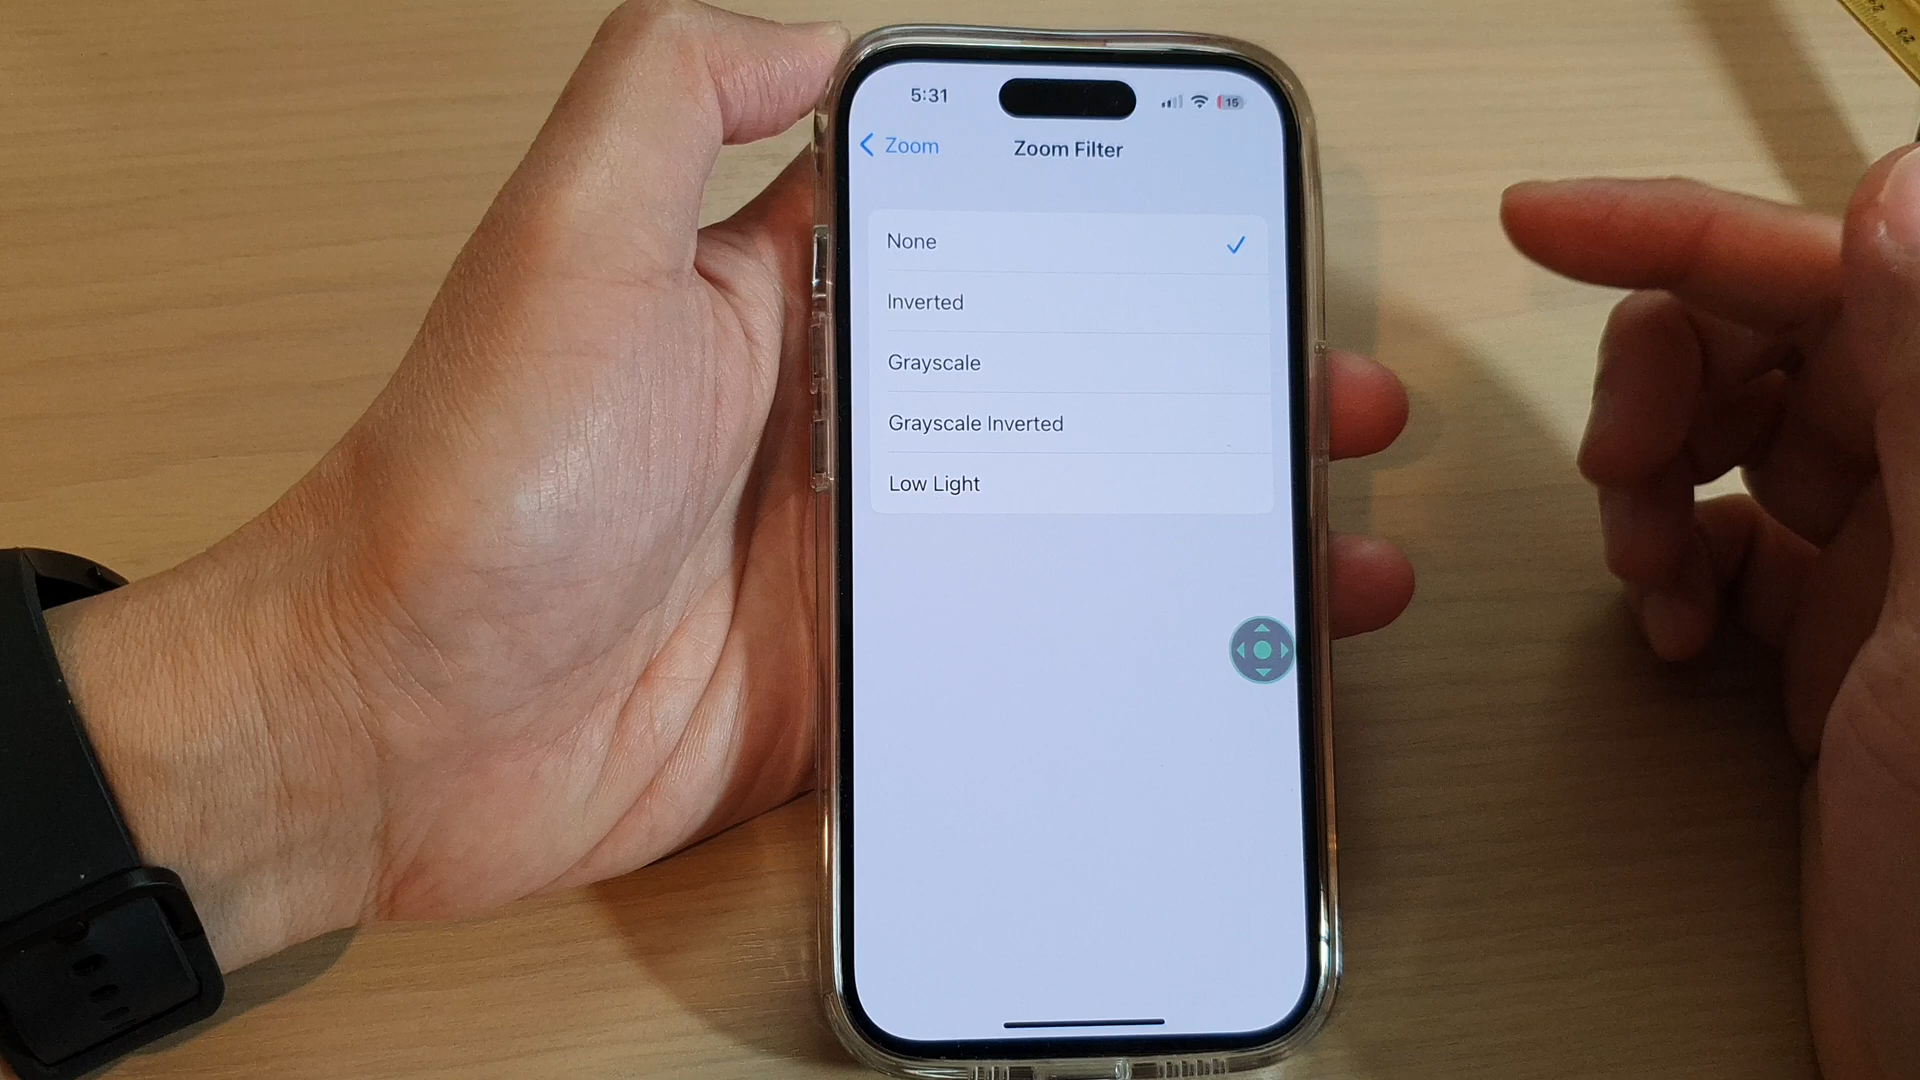 5:31
15
Zoom
Zoom Filter
None
Inverted
Grayscale
Grayscale Inverted
Low Light